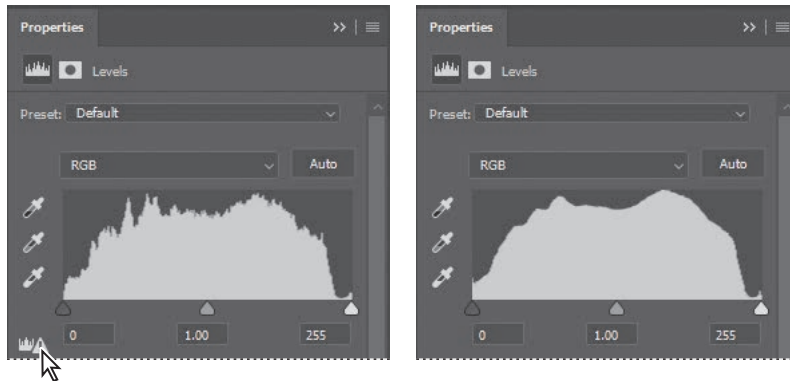 Properties
Levels
Preset: Default
RGB Auto
0 1.00 255
Properties
Levels
Preset: Default
RGB Auto
0 1.00 255